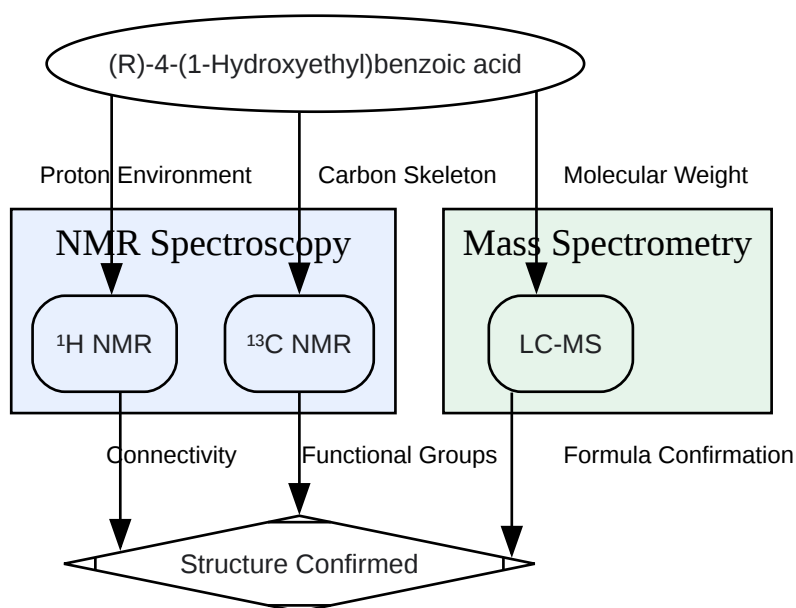 (R)-4-(1-Hydroxyethyl)benzoic acid
Proton Environment
Carbon Skeleton
Molecular Weight
NMR Spectroscopy
Mass Spectrometry
¹H NMR
¹³C NMR
LC-MS
Connectivity
Functional Groups
Formula Confirmation
Structure Confirmed